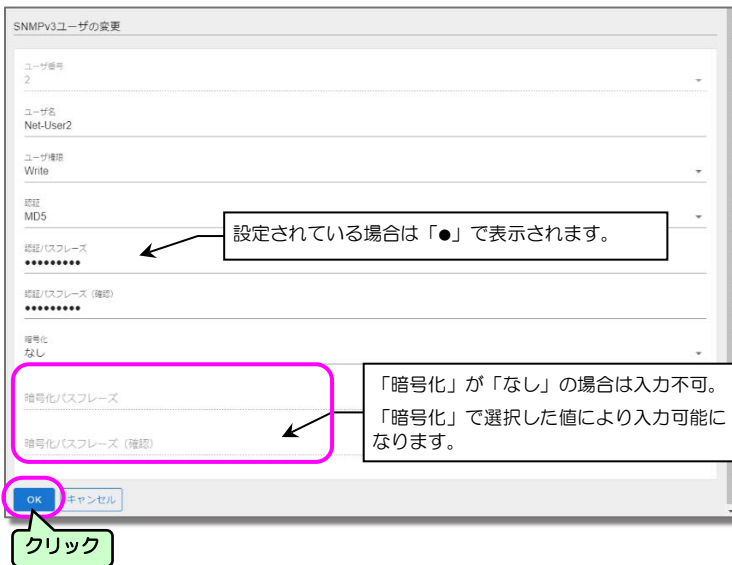 SNMPv3ユーザの変更
ユーザ番号
2
ユーザ名
Net-User2
ユーザ権限
Write
認証
MD5
設定されている場合は「●」で表示されます。
認証パスフレーズ
●●●●●●●●●
認証パスフレーズ（確認）
●●●●●●●●●
暗号化
なし
「暗号化」が「なし」の場合は入力不可。
「暗号化」で選択した値により入力可能に
なります。
暗号化パスフレーズ
暗号化パスフレーズ（確認）
OK
キャンセル
クリック